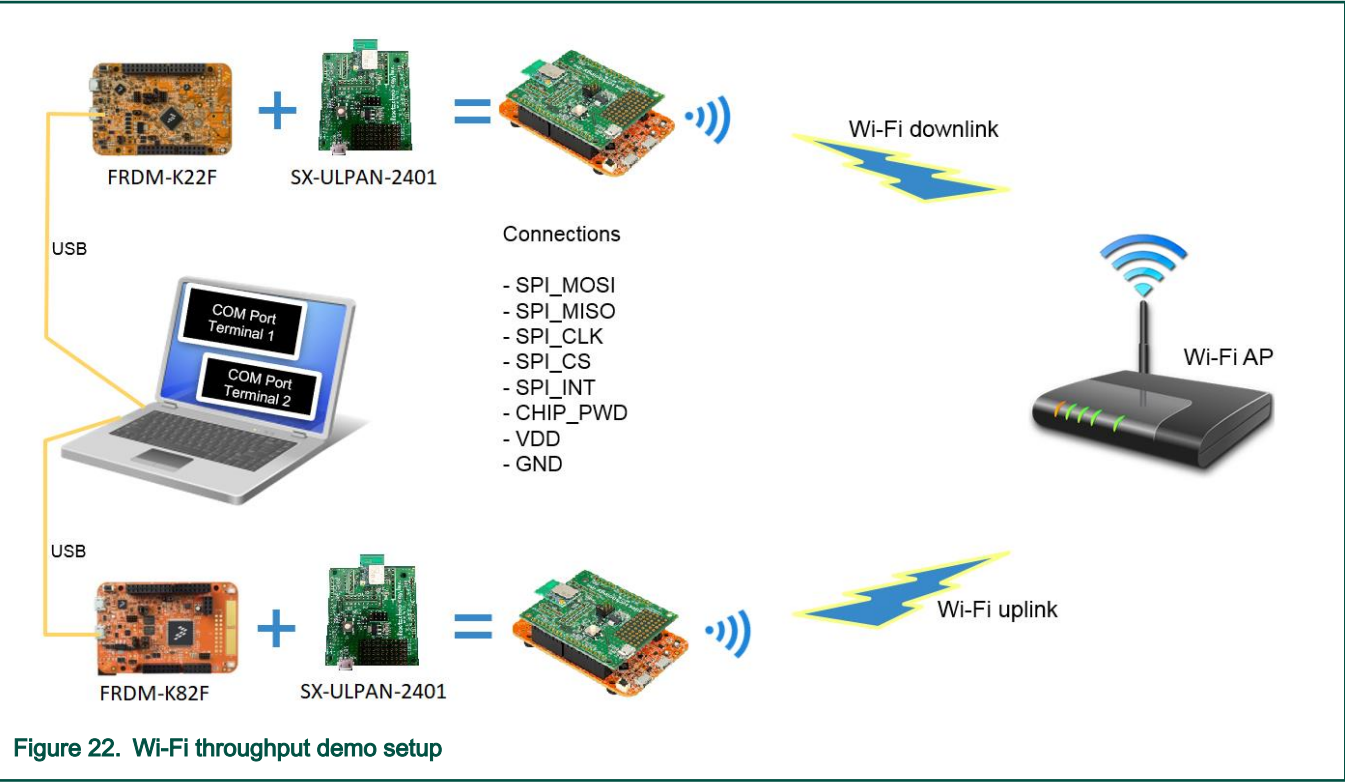 FRDM-K22F
SX-ULPAN-2401
Wi-Fi downlink
USB
Connections
- SPI_MOSI
- SPI_MISO
- SPI_CLK
- SPI_CS
- SPI_INT
- CHIP_PWD
- VDD
- GND
COM Port
Terminal 1
COM Port
Terminal 2
Wi-Fi AP
USB
FRDM-K82F
SX-ULPAN-2401
Wi-Fi uplink
Figure 22. Wi-Fi throughput demo setup